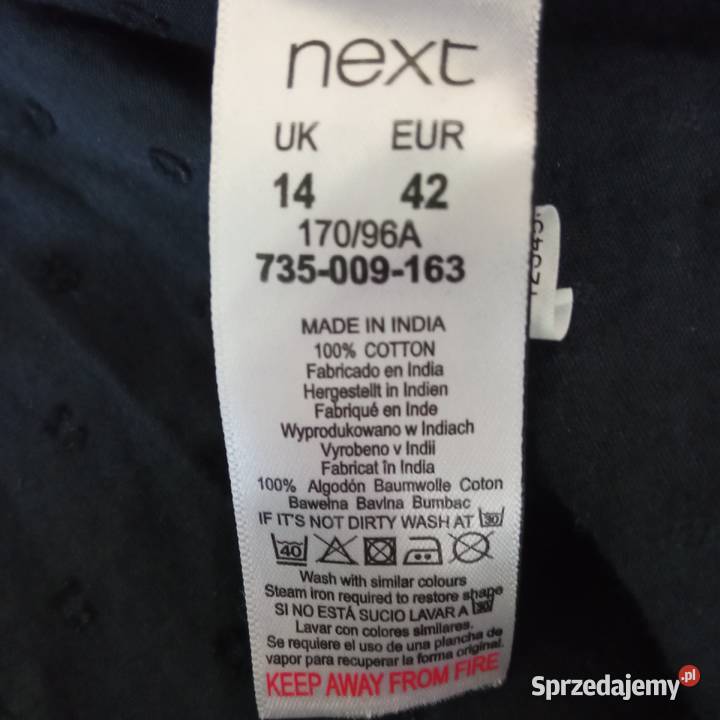 next
UK EUR
14 42
170/96A
735-009-163
MADE IN INDIA
100% COTTON
Fabricado en India
Hergestellt in Indien
Fabriqué en Inde
Wyprodukowano w Indiach
Vyrobeno v Indii
Fabricat în India
100% Algodón Baumwolle Coton
Bawełna Bavlna Bumbac
IF IT'S NOT DIRTY WASH AT 30
40
Wash with similar colours
Steam iron required to restore shape
SI NO ESTÁ SUCIO LAVAR A 30
Lavar con colores similares.
Se requiere el uso de una plancha de
vapor para recuperar la forma original.
KEEP AWAY FROM FIRE
Sprzedajemy.pl